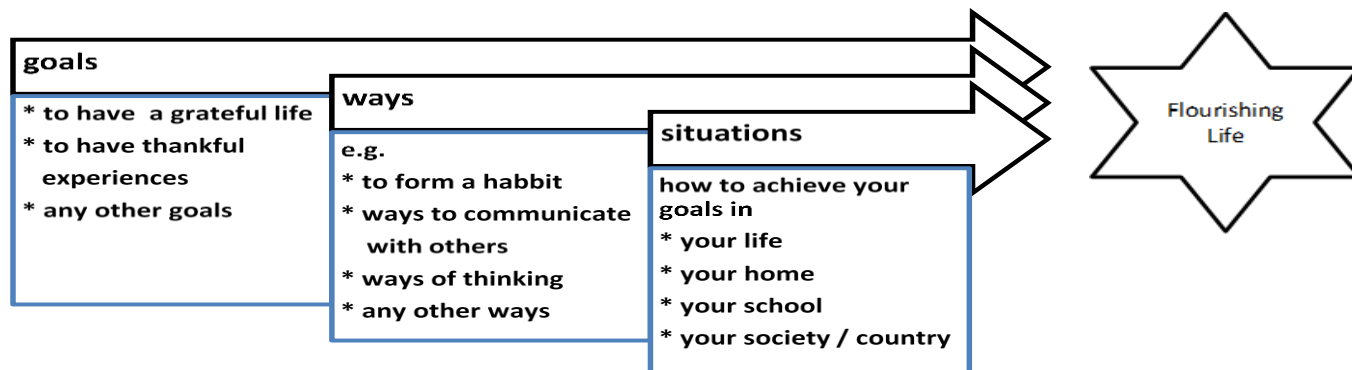 goals
* to have a grateful life
* to have thankful
experiences
* any other goals
ways
e.g.
* to form a habbit
* ways to communicate
with others
* ways of thinking
* any other ways
situations
how to achieve your
goals in
* your life
* your home
* your school
* your society / country
Flourishing
Life